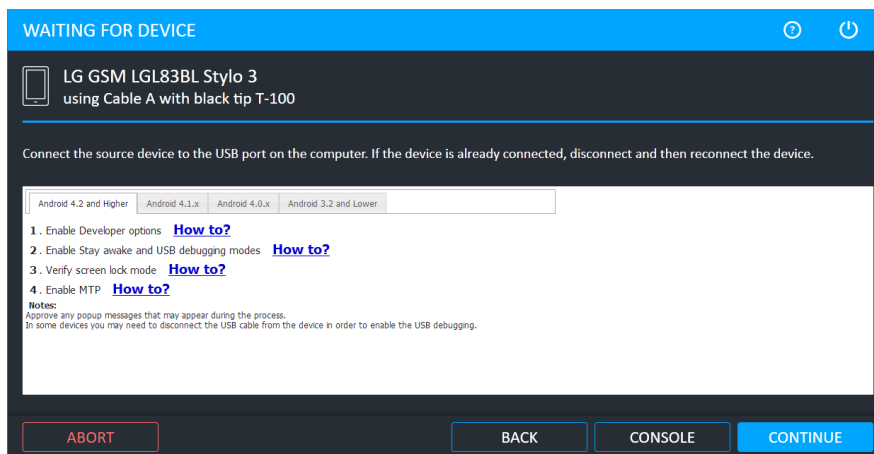 WAITING FOR DEVICE
LG GSM LGL83BL Stylo 3
using Cable A with black tip T-100
Connect the source device to the USB port on the computer. If the device is already connected, disconnect and then reconnect the device.
Android 4.2 and Higher Android 4.1.x Android 4.0.x Android 3.2 and Lower
1 . Enable Developer options How to?
2 . Enable Stay awake and USB debugging modes How to?
3 . Verify screen lock mode How to?
4 . Enable MTP How to?
Notes:
Approve any popup messages that may appear during the process.
In some devices you may need to disconnect the USB cable from the device in order to enable the USB debugging.
ABORT BACK CONSOLE CONTINUE